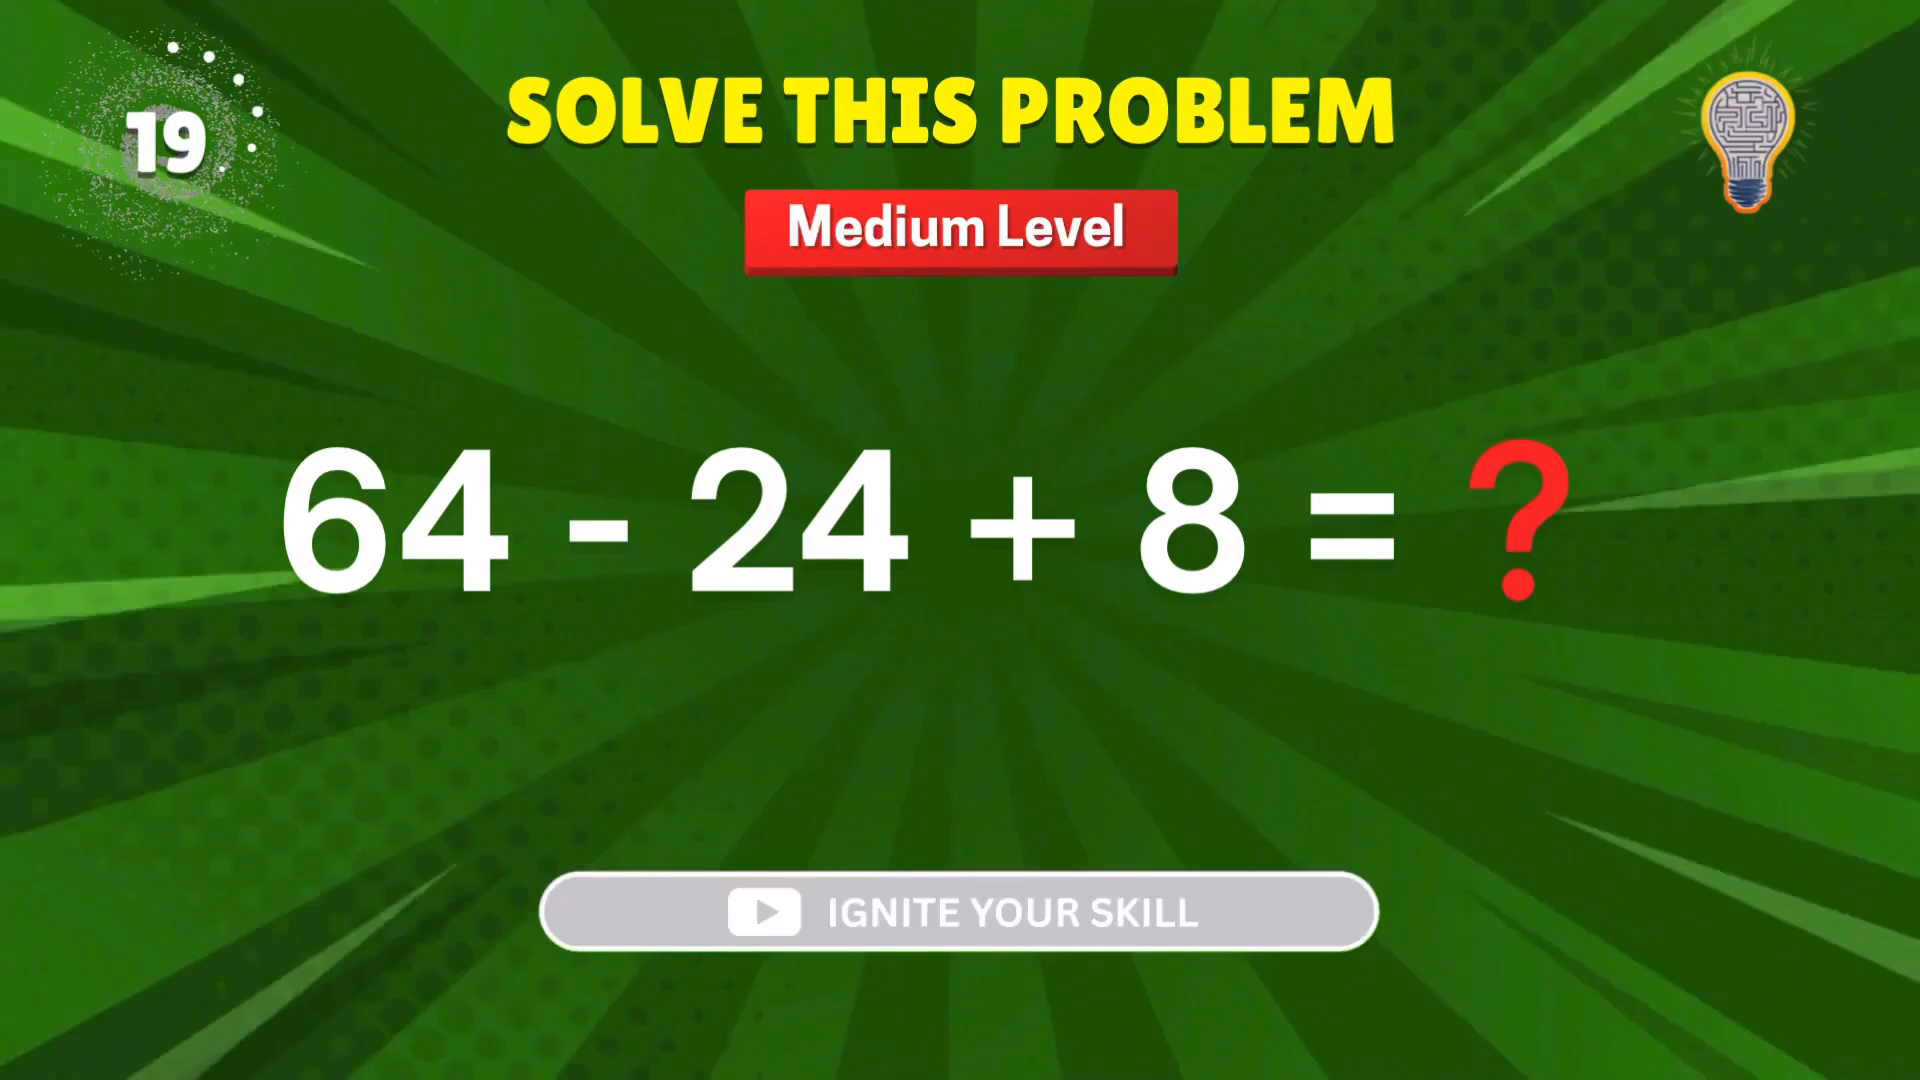 19
SOLVE THIS PROBLEM
Medium Level
64 - 24 + 8 = ?
IGNITE YOUR SKILL